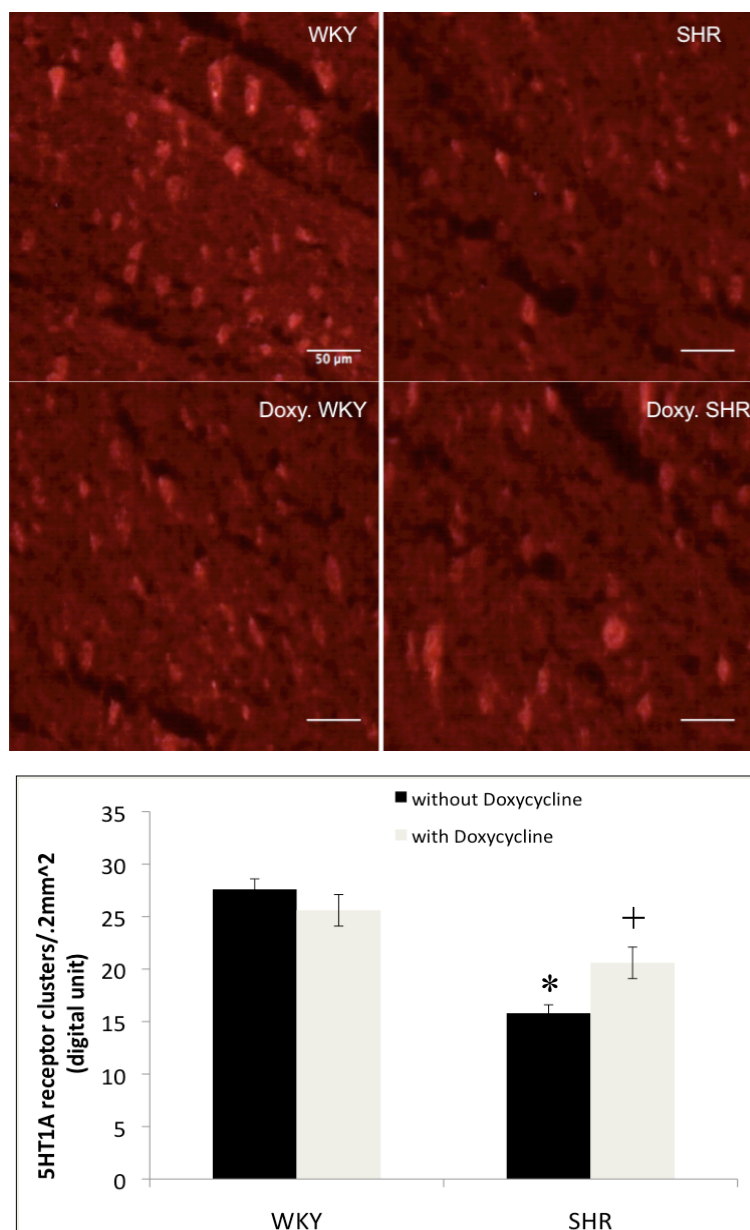 WKY
SHR
50 µm
Doxy. WKY
Doxy. SHR
35
30
25
20
15
10
5
0
5HT1A receptor clusters/.2mm^2
(digital unit)
without Doxycycline
with Doxycycline
*
+
WKY
SHR